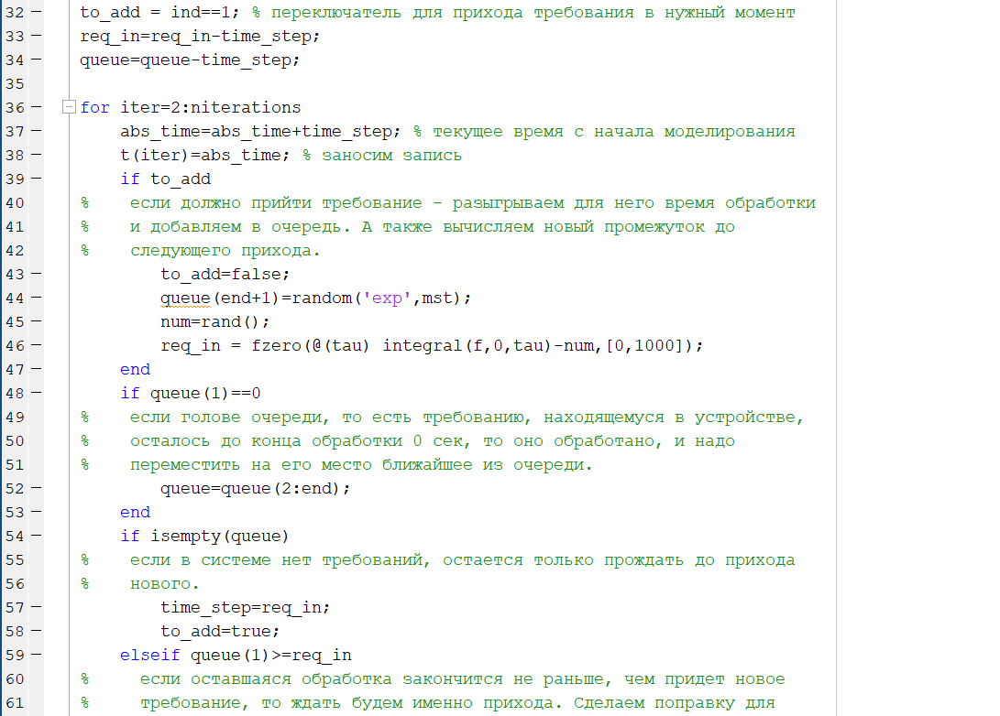 32 to_add = ind==1; % переключатель для прихода требования в нужный момент
33 req_in=req_in-time_step;
34 queue=queue-time_step;
35
36 for iter=2:niterations
37 abs_time=abs_time+time_step; % текущее время с начала моделирования
38 t(iter)=abs_time; % заносим запись
39 if to_add
40 % если должно прийти требование - разыгрываем для него время обработки
41 % и добавляем в очередь. А также вычисляем новый промежуток до
42 % следующего прихода.
43 to_add=false;
44 queue(end+1)=random('exp',mst);
45 num=rand();
46 req_in = fzero(@(tau) integral(f,0,tau)-num,[0,1000]);
47 end
48 if queue(1)==0
49 % если голове очереди, то есть требованию, находящемуся в устройстве,
50 % осталось до конца обработки 0 сек, то оно обработано, и надо
51 % переместить на его место ближайшее из очереди.
52 queue=queue(2:end);
53 end
54 if isempty(queue)
55 % если в системе нет требований, остается только прождать до прихода
56 % нового.
57 time_step=req_in;
58 to_add=true;
59 elseif queue(1)>=req_in
60 % если оставшаяся обработка закончится не раньше, чем придет новое
61 % требование, то ждать будем именно прихода. Сделаем поправку для